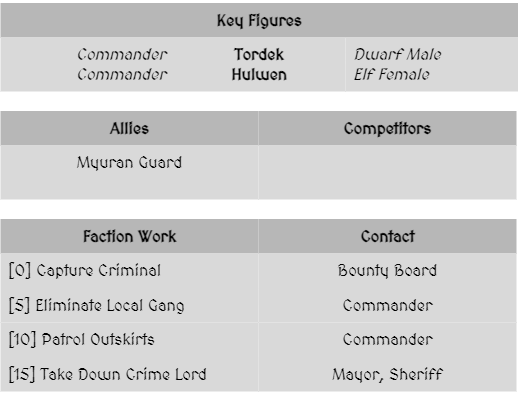 Key Figures
Commander Tordek Dwarf Male
Commander Hulwen Elf Female
Allies Competitors
Myuran Guard
Faction Work Contact
[0] Capture Criminal Bounty Board
[5] Eliminate Local Gang Commander
[10] Patrol Outskirts Commander
[15] Take Down Crime Lord Mayor, Sheriff